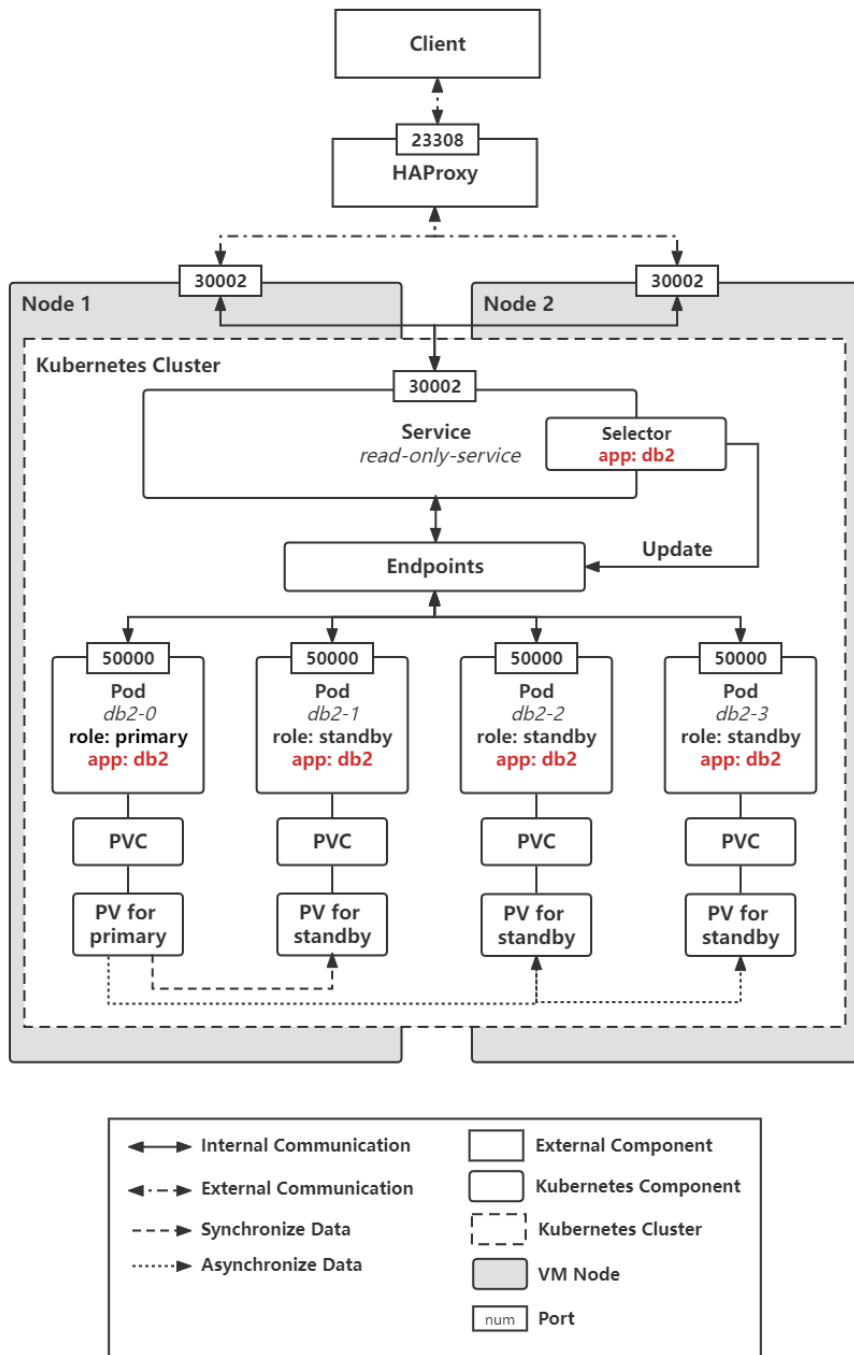 Client
23308
HAProxy
30002
30002
Node 1
Node 2
Kubernetes Cluster
30002
Service
read-only-service
Selector
app: db2
Endpoints
Update
50000
50000
50000
50000
Pod
db2-0
role: primary
app: db2
Pod
db2-1
role: standby
app: db2
Pod
db2-2
role: standby
app: db2
Pod
db2-3
role: standby
app: db2
PVC
PVC
PVC
PVC
PV for
primary
PV for
standby
PV for
standby
PV for
standby
Internal Communication
External Communication
Synchronize Data
Asynchronize Data
External Component
Kubernetes Component
Kubernetes Cluster
VM Node
num
Port